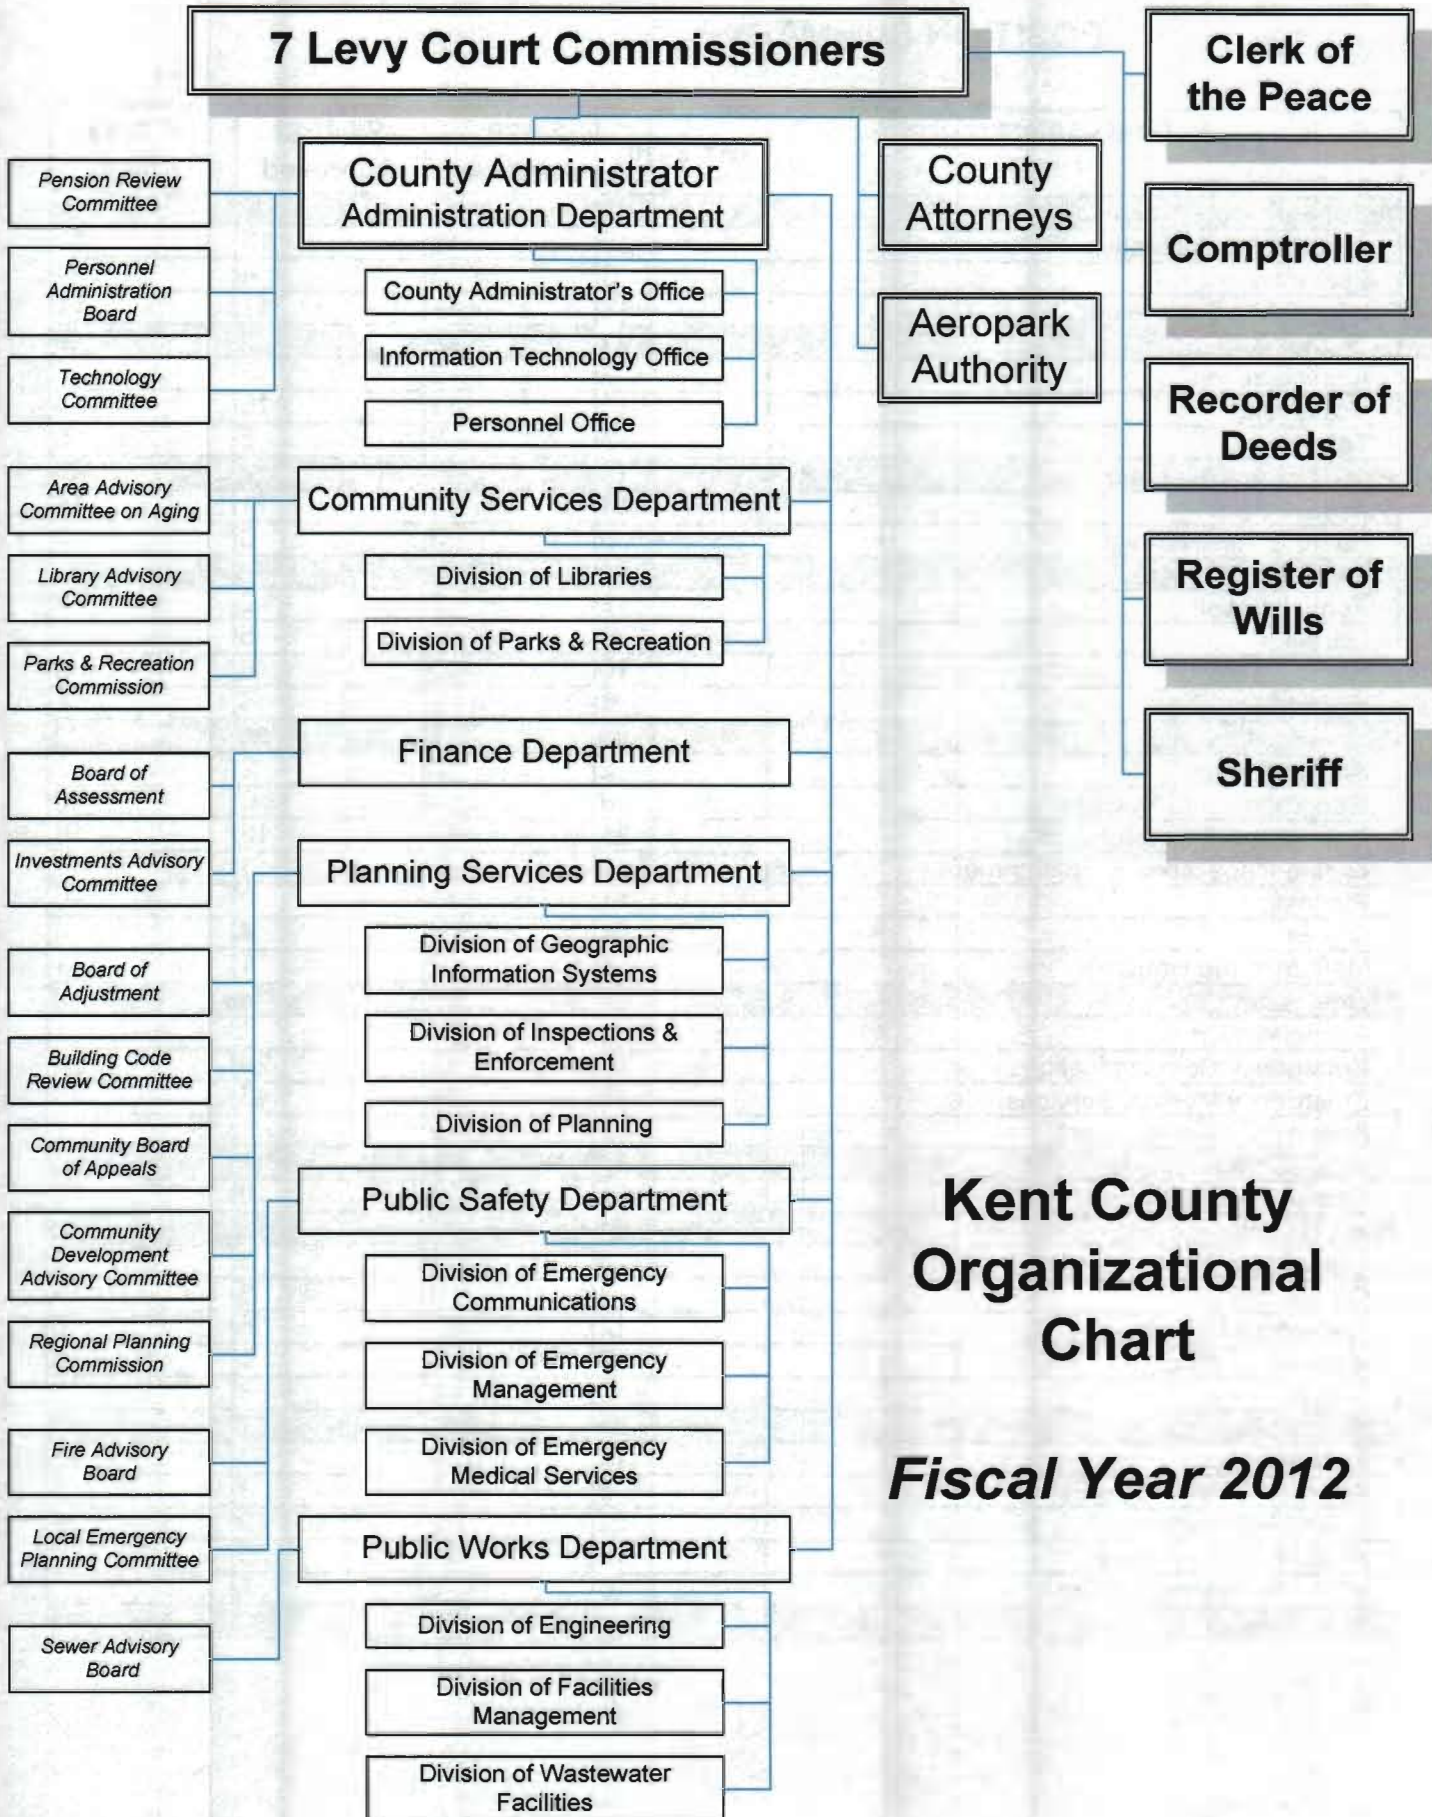 7 Levy Court Commissioners
Clerk of
the Peace
Comptroller
Recorder of
Deeds
Register of
Wills
Sheriff
County Administrator
Administration Department
County
Attorneys
Aeropark
Authority
Pension Review
Committee
Personnel
Administration
Board
Technology
Committee
County Administrator's Office
Information Technology Office
Personnel Office
Area Advisory
Committee on Aging
Library Advisory
Committee
Parks & Recreation
Commission
Community Services Department
Division of Libraries
Division of Parks & Recreation
Board of
Assessment
Investments Advisory
Committee
Finance Department
Planning Services Department
Division of Geographic
Information Systems
Division of Inspections &
Enforcement
Division of Planning
Board of
Adjustment
Building Code
Review Committee
Community Board
of Appeals
Community
Development
Advisory Committee
Regional Planning
Commission
Public Safety Department
Division of Emergency
Communications
Division of Emergency
Management
Division of Emergency
Medical Services
Fire Advisory
Board
Local Emergency
Planning Committee
Public Works Department
Division of Engineering
Division of Facilities
Management
Division of Wastewater
Facilities
Sewer Advisory
Board
Kent County
Organizational
Chart
Fiscal Year 2012